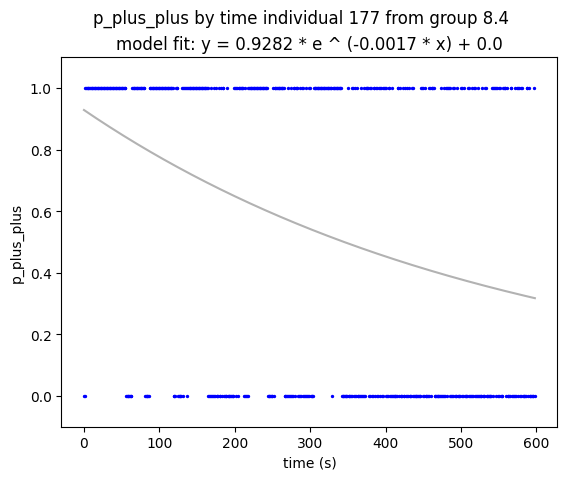 p_plus_plus by time individual 177 from group 8.4
model fit: y = 0.9282 * e ^ (-0.0017 * x) + 0.0
1.0
0.8
0.6
0.4
0.2
0.0
p_plus_plus
0 100 200 300 400 500 600
time (s)